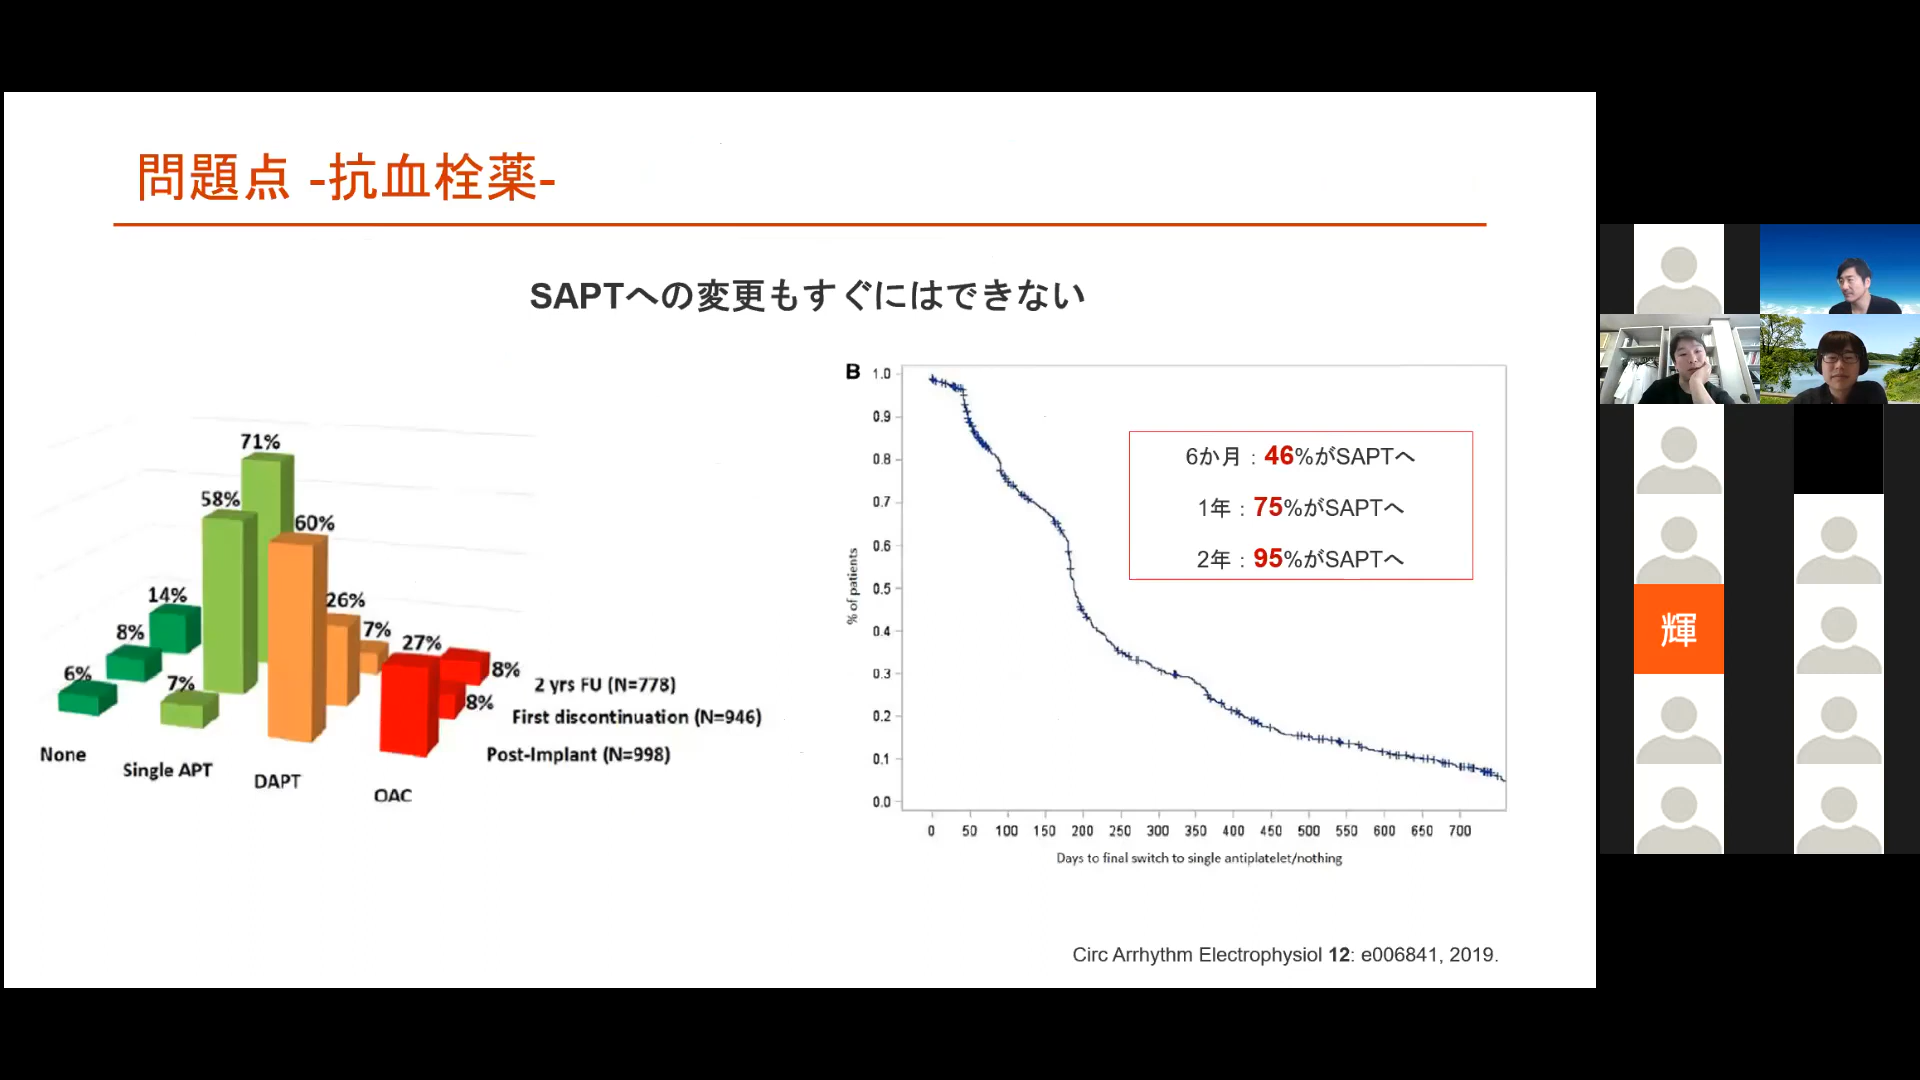 問題点 -抗血栓薬-
SAPTへの変更もすぐにはできない
71%
58%
60%
14%
26%
8%
7%
27%
6%
7%
8%
8%
2 yrs FU (N=778)
First discontinuation (N=946)
Post-Implant (N=998)
None
Single APT
DAPT
OAC
B
1.0
0.9
0.8
0.7
0.6
0.5
0.4
0.3
0.2
0.1
0.0
% of patients
6か月：46%がSAPTへ
1年：75%がSAPTへ
2年：95%がSAPTへ
0 50 100 150 200 250 300 350 400 450 500 550 600 650 700
Days to final switch to single antiplatelet/nothing
Circ Arrhythm Electrophysiol 12: e006841, 2019.
輝